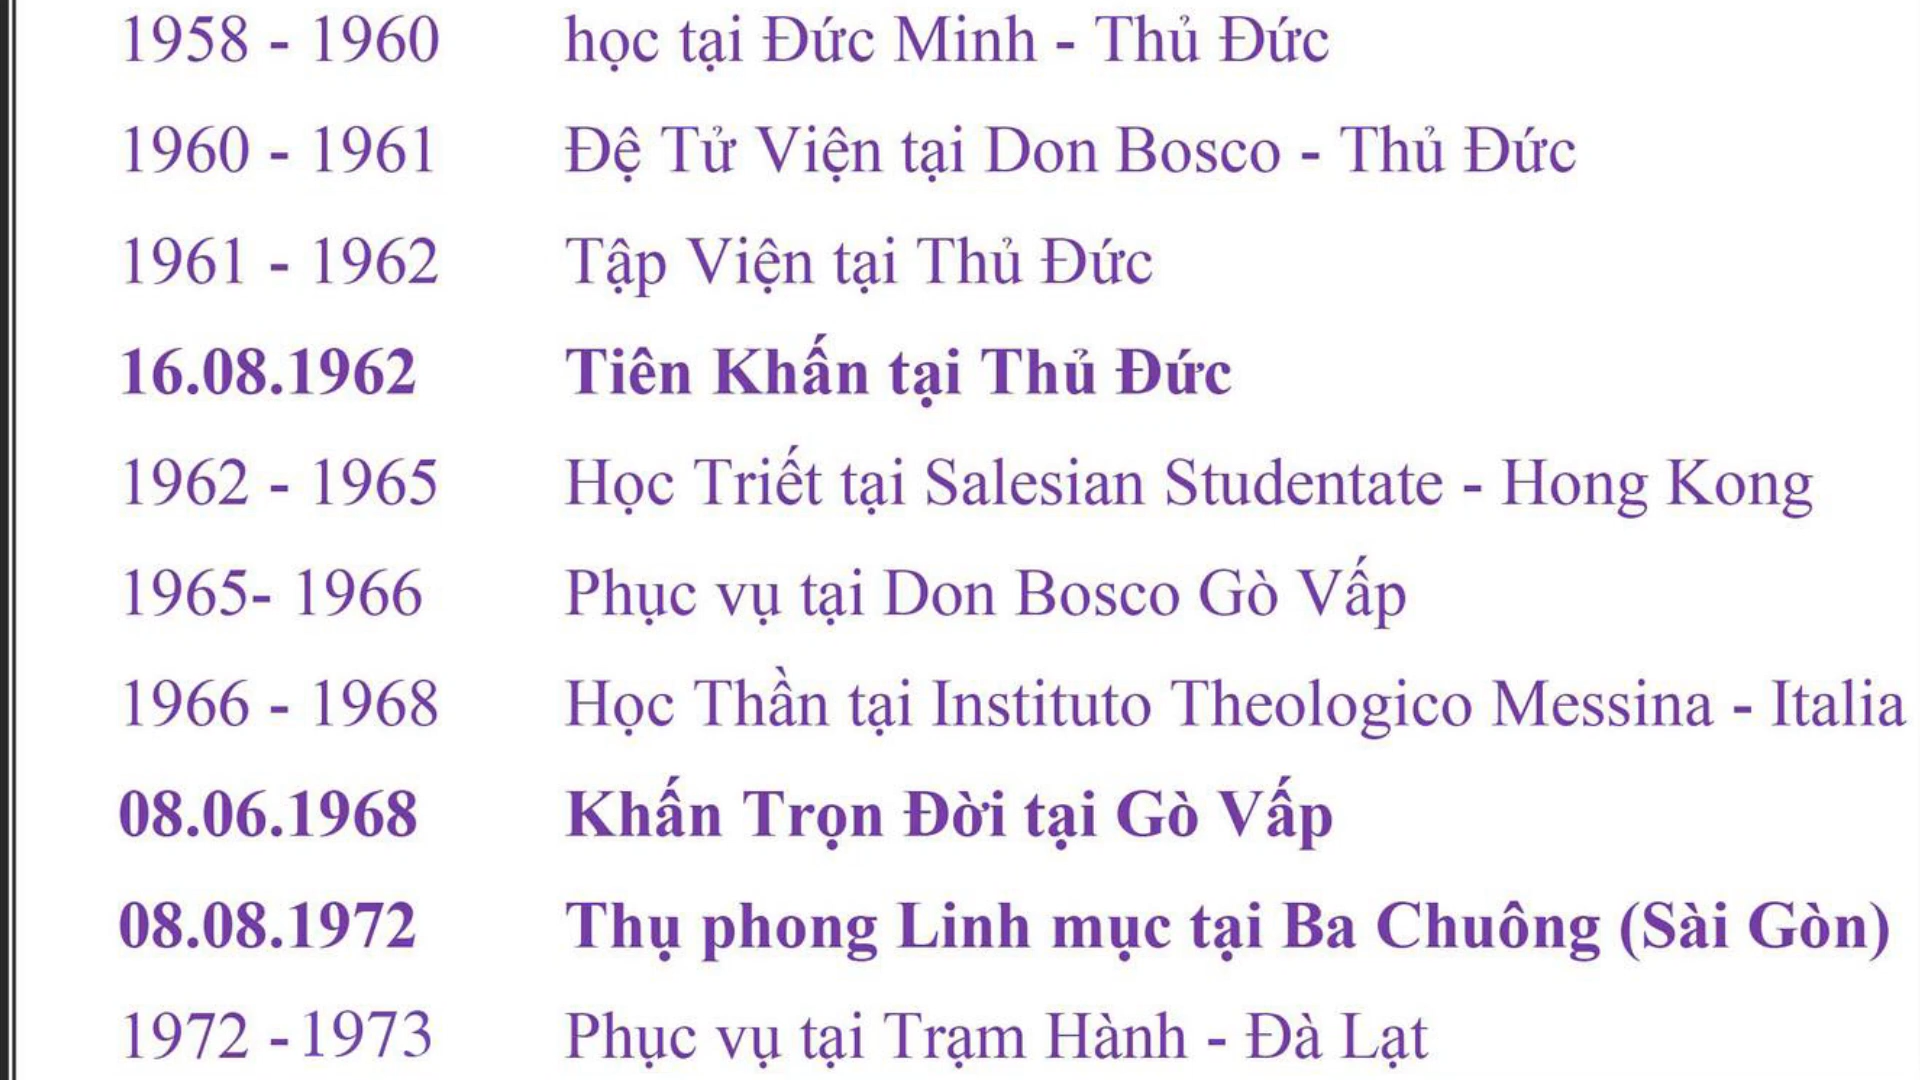 1958 - 1960 học tại Đức Minh - Thủ Đức
1960 - 1961 Đệ Tử Viện tại Don Bosco - Thủ Đức
1961 - 1962 Tập Viện tại Thủ Đức
16.08.1962 Tiên Khấn tại Thủ Đức
1962 - 1965 Học Triết tại Salesian Studentate - Hong Kong
1965- 1966 Phục vụ tại Don Bosco Gò Vấp
1966 - 1968 Học Thần tại Instituto Theologico Messina - Italia
08.06.1968 Khấn Trọn Đời tại Gò Vấp
08.08.1972 Thụ phong Linh mục tại Ba Chuông (Sài Gòn)
1972 -1973 Phục vụ tại Trạm Hành - Đà Lạt